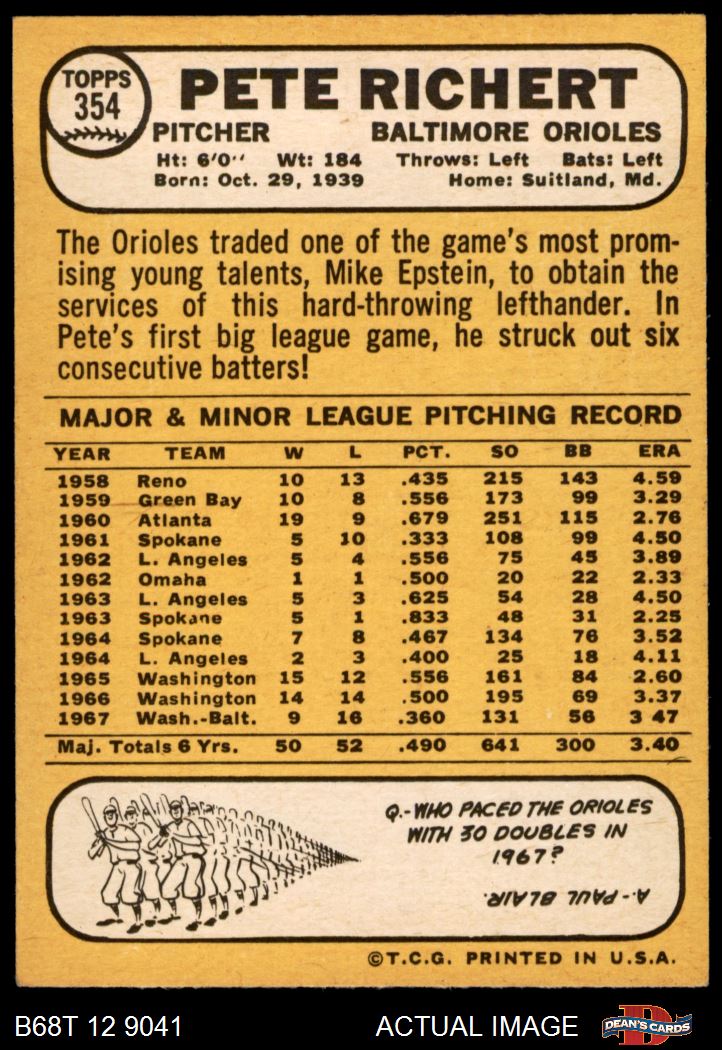 TOPPS
354
PETE RICHERT
PITCHER BALTIMORE ORIOLES
Ht: 6'0'' Wt: 184 Throws: Left Bats: Left
Born: Oct. 29, 1939 Home: Suitland, Md.
The Orioles traded one of the game's most prom-
ising young talents, Mike Epstein, to obtain the
services of this hard-throwing lefthander. In
Pete's first big league game, he struck out six
consecutive batters!
MAJOR & MINOR LEAGUE PITCHING RECORD
YEAR TEAM W L PCT. SO BB ERA
1958 Reno 10 13 .435 215 143 4.59
1959 Green Bay 10 8 .556 173 99 3.29
1960 Atlanta 19 9 .679 251 115 2.76
1961 Spokane 5 10 .333 108 99 4.50
1962 L. Angeles 5 4 .556 75 45 3.89
1962 Omaha 1 1 .500 20 22 2.33
1963 L. Angeles 5 3 .625 54 28 4.50
1963 Spokane 5 1 .833 48 31 2.25
1964 Spokane 7 8 .467 134 76 3.52
1964 L. Angeles 2 3 .400 25 18 4.11
1965 Washington 15 12 .556 161 84 2.60
1966 Washington 14 14 .500 195 69 3.37
1967 Wash.-Balt. 9 16 .360 131 56 3 47
Maj. Totals 6 Yrs. 50 52 .490 641 300 3.40
Q.-WHO PACED THE ORIOLES
WITH 30 DOUBLES IN
1967?
A.-PAUL BLAIR.
©T.C.G. PRINTED IN U.S.A.
B68T 12 9041 ACTUAL IMAGE D DEAN'S CARDS